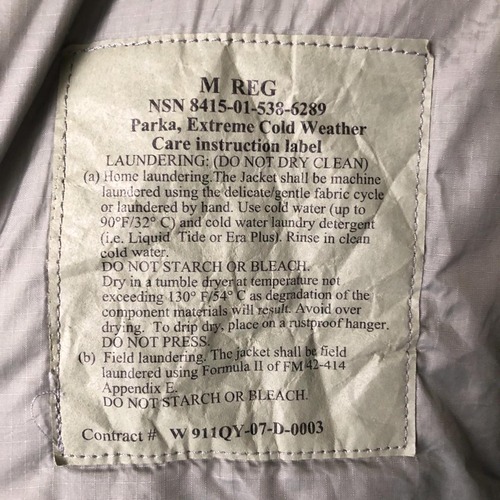 M REG
NSN 8415-01-538-6289
Parka, Extreme Cold Weather
Care instruction label
LAUNDERING: (DO NOT DRY CLEAN)
(a) Home laundering. The Jacket shall be machine
laundered using the delicate/gentle fabric cycle
or laundered by hand. Use cold water (up to
90°F/32° C) and cold water laundry detergent
(i.e. Liquid Tide or Era Plus). Rinse in clean
cold water.
DO NOT STARCH OR BLEACH.
Dry in a tumble dryer at temperature not
exceeding 130° F/54° C as degradation of the
component materials will result. Avoid over
drying. To drip dry, place on a rustproof hanger.
DO NOT PRESS.
(b) Field laundering. The jacket shall be field
laundered using Formula II of FM 42-414
Appendix E.
DO NOT STARCH OR BLEACH.
Contract # W 911QY-07-D-0003